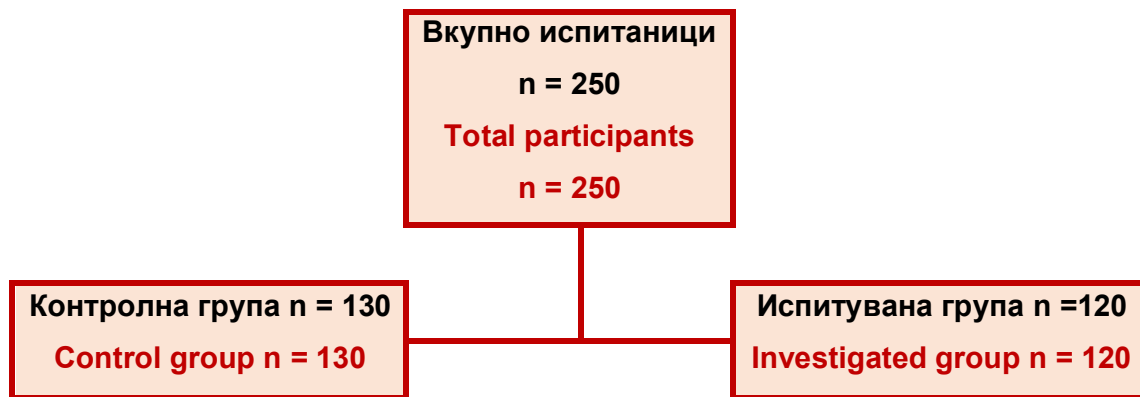 Вкупно испитаници
n = 250
Total participants
n = 250
Контролна група n = 130
Control group n = 130
Испитувана група n =120
Investigated group n = 120